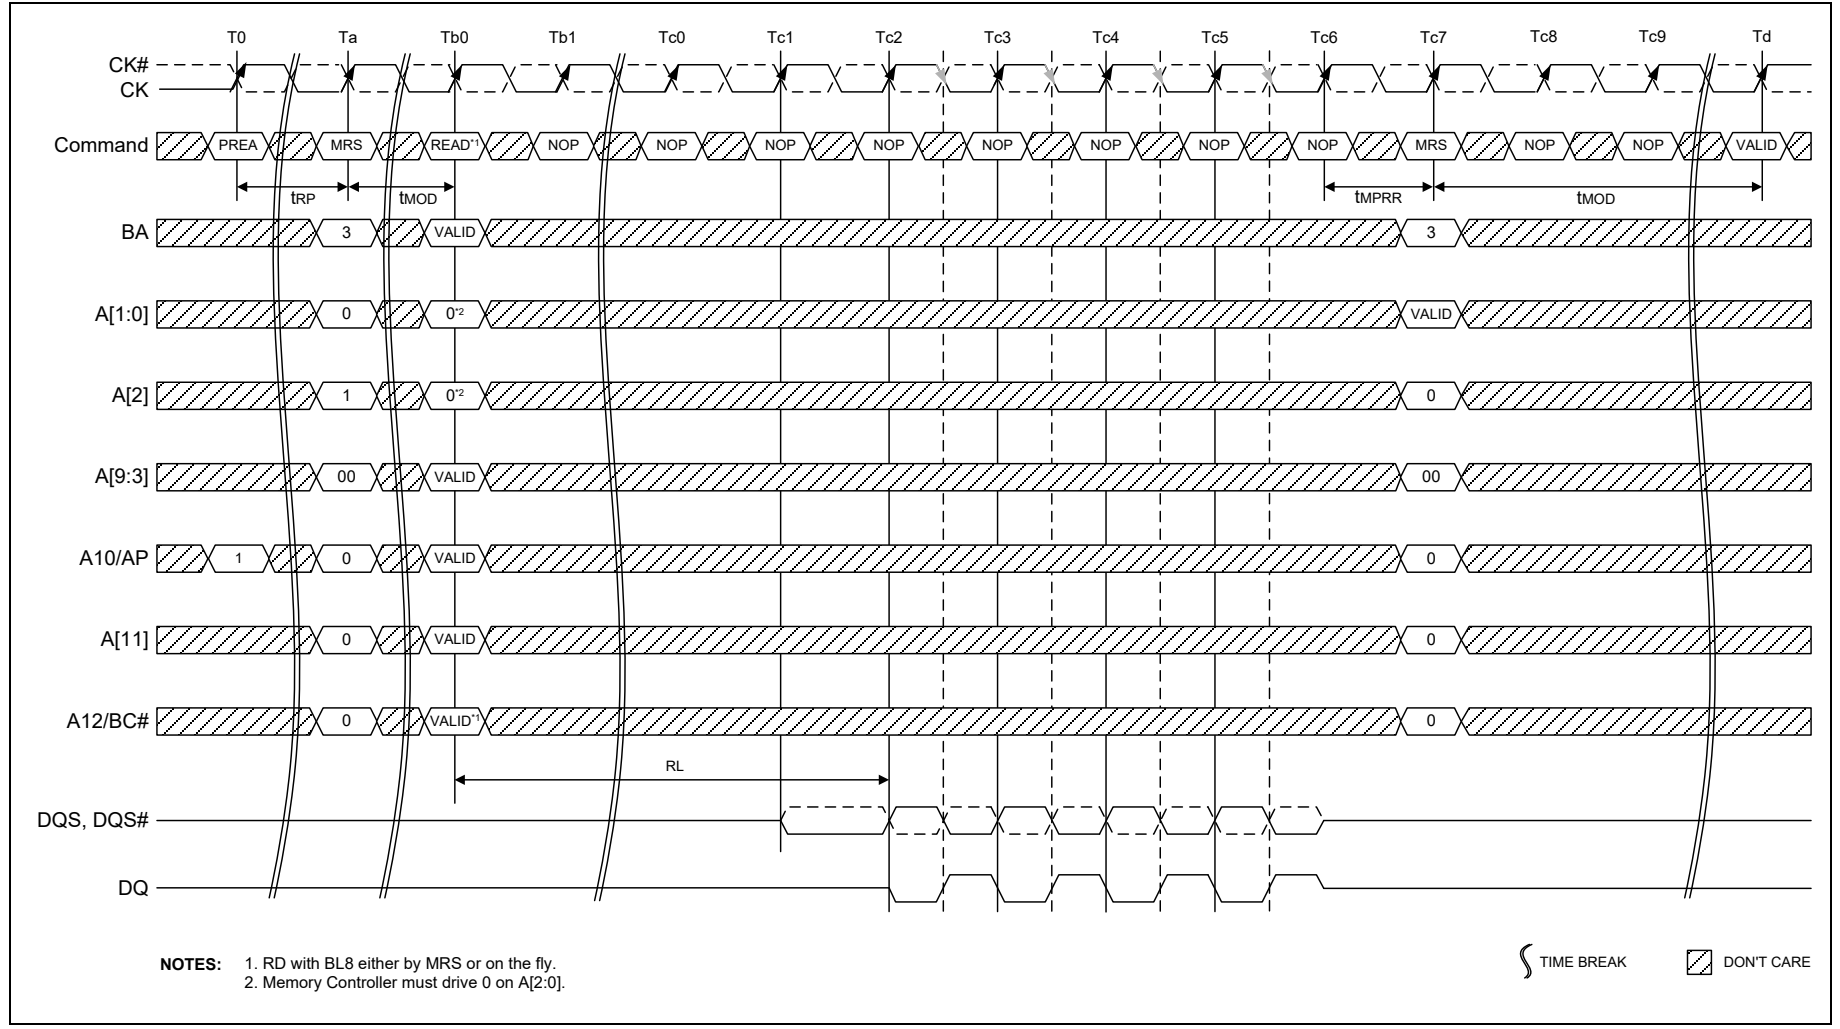 T0 Ta Tb0 Tb1 Tc0 Tc1 Tc2 Tc3 Tc4 Tc5 Tc6 Tc7 Tc8 Tc9 Td
CK#
CK
Command PREA MRS READ*1 NOP NOP NOP NOP NOP NOP NOP NOP MRS NOP NOP VALID
tRP tMOD tMPRR tMOD
BA 3 VALID 3
A[1:0] 0 0*2 VALID
A[2] 1 0*2 0
A[9:3] 00 VALID 00
A10/AP 1 0 VALID 0
A[11] 0 VALID 0
A12/BC# 0 VALID*1 0
RL
DQS, DQS#
DQ
NOTES: 1. RD with BL8 either by MRS or on the fly.
2. Memory Controller must drive 0 on A[2:0].
TIME BREAK DON'T CARE